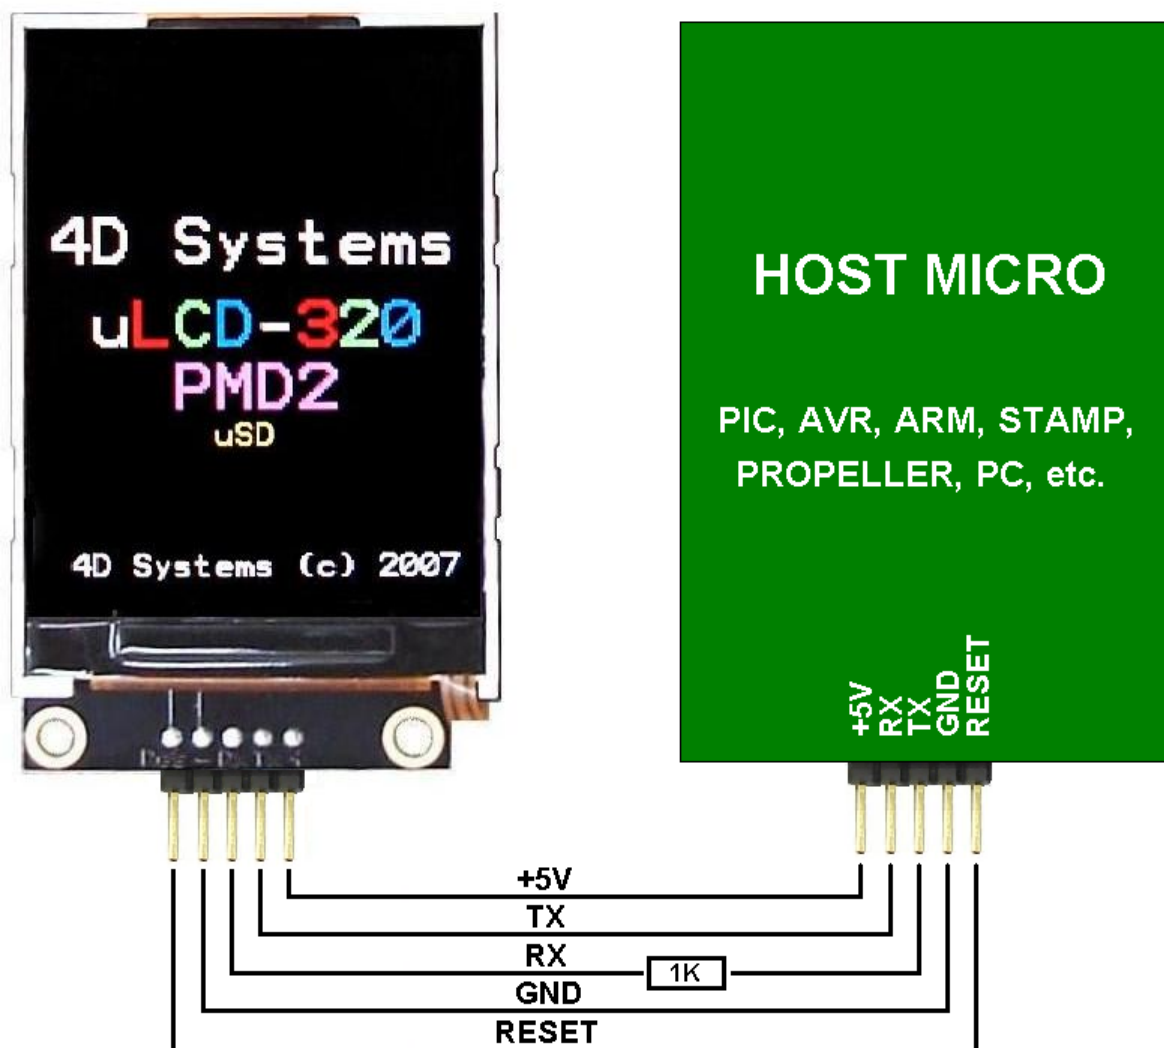 4D Systems
uLCD-320
PMD2
uSD
4D Systems (c) 2007
HOST MICRO
PIC, AVR, ARM, STAMP,
PROPELLER, PC, etc.
+5V
RX
TX
GND
RESET
+5V
TX
RX
1K
GND
RESET